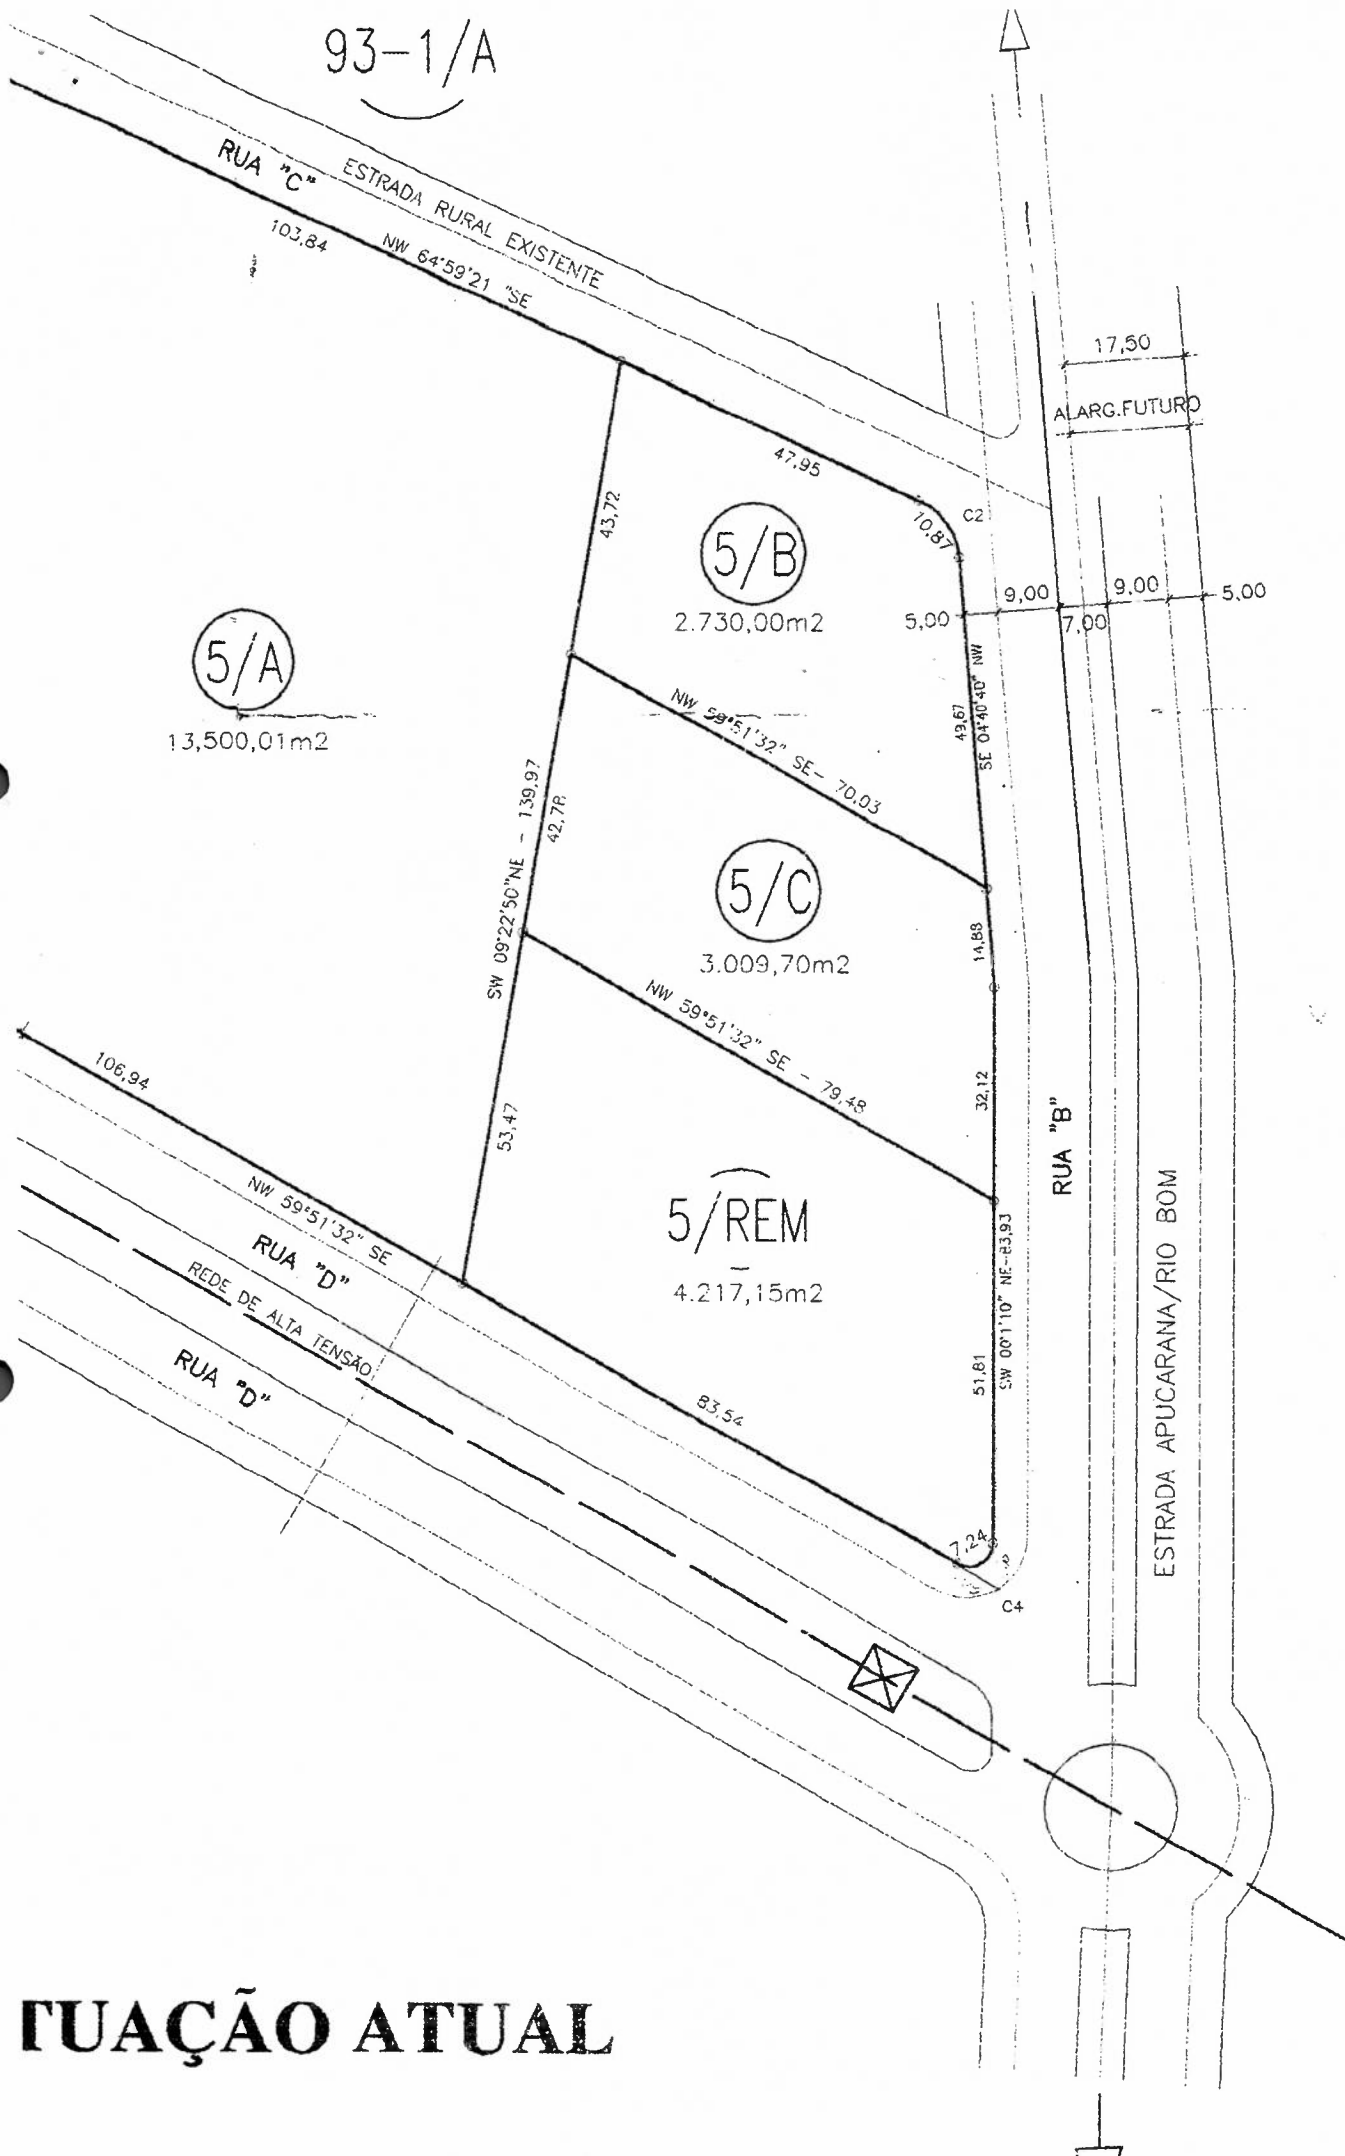 93-1/A
RUA "C"
ESTRADA RURAL EXISTENTE
103,84
NW 64°59'21 "SE
17,50
ALARG.FUTURO
47,95
C2
10,87
43,72
5/B
2.730,00m2
9,00
9,00
5,00
5,00
7,00
5/A
13,500,01m2
49,67
SE 04°40'40" NW
NW 59°51'32" SE- 70,03
SW 09°22'50"NE - 139,97
42,78
5/C
3.009,70m2
14,88
NW 59°51'32" SE - 79,48
106,94
32,12
RUA "B"
53,47
5/REM
4.217,15m2
51,81
SW 00°1'10" NE-83,93
ESTRADA APUCARANA/RIO BOM
NW 59°51'32" SE
RUA "D"
REDE DE ALTA TENSÃO
RUA "D"
83,54
7,24
C4
TUAÇÃO ATUAL